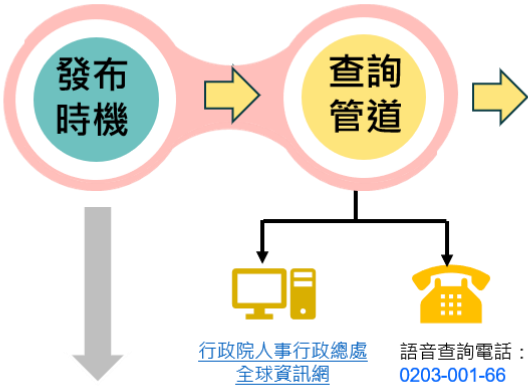 發布
時機
查詢
管道
行政院人事行政總處
全球資訊網
語音查詢電話：
0203-001-66